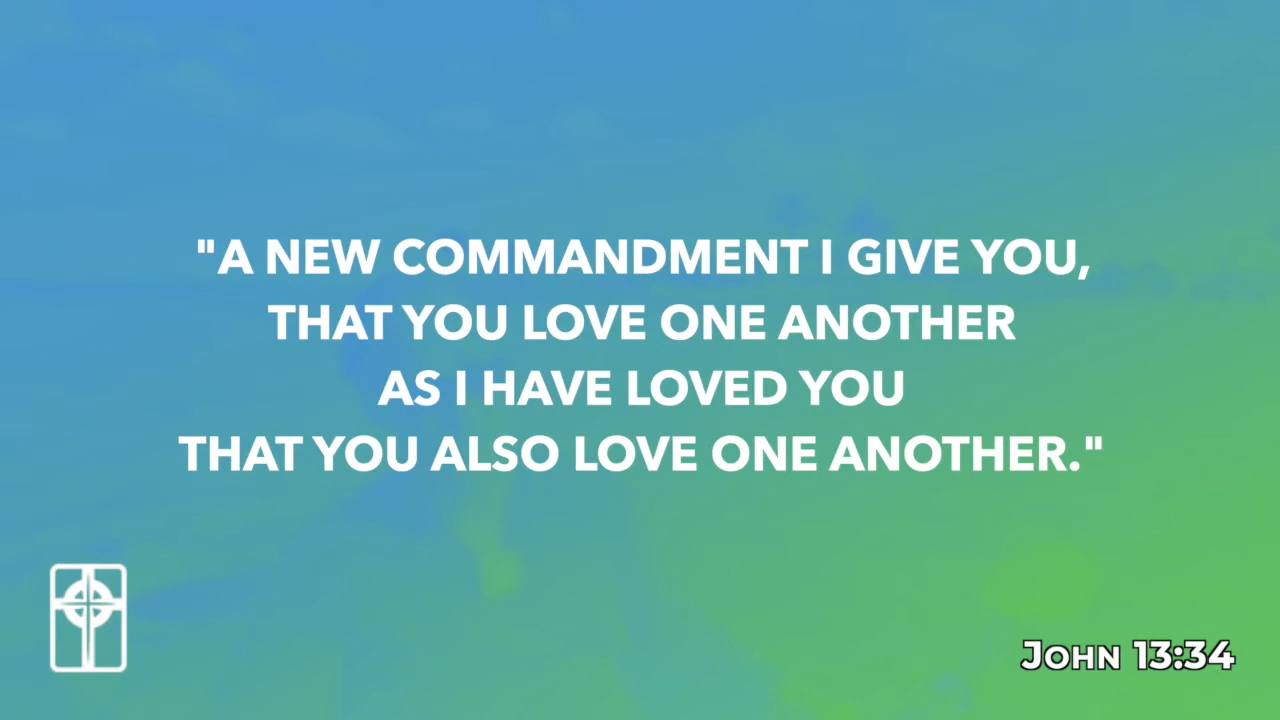 "A NEW COMMANDMENT I GIVE YOU,
THAT YOU LOVE ONE ANOTHER
AS I HAVE LOVED YOU
THAT YOU ALSO LOVE ONE ANOTHER."
JOHN 13:34